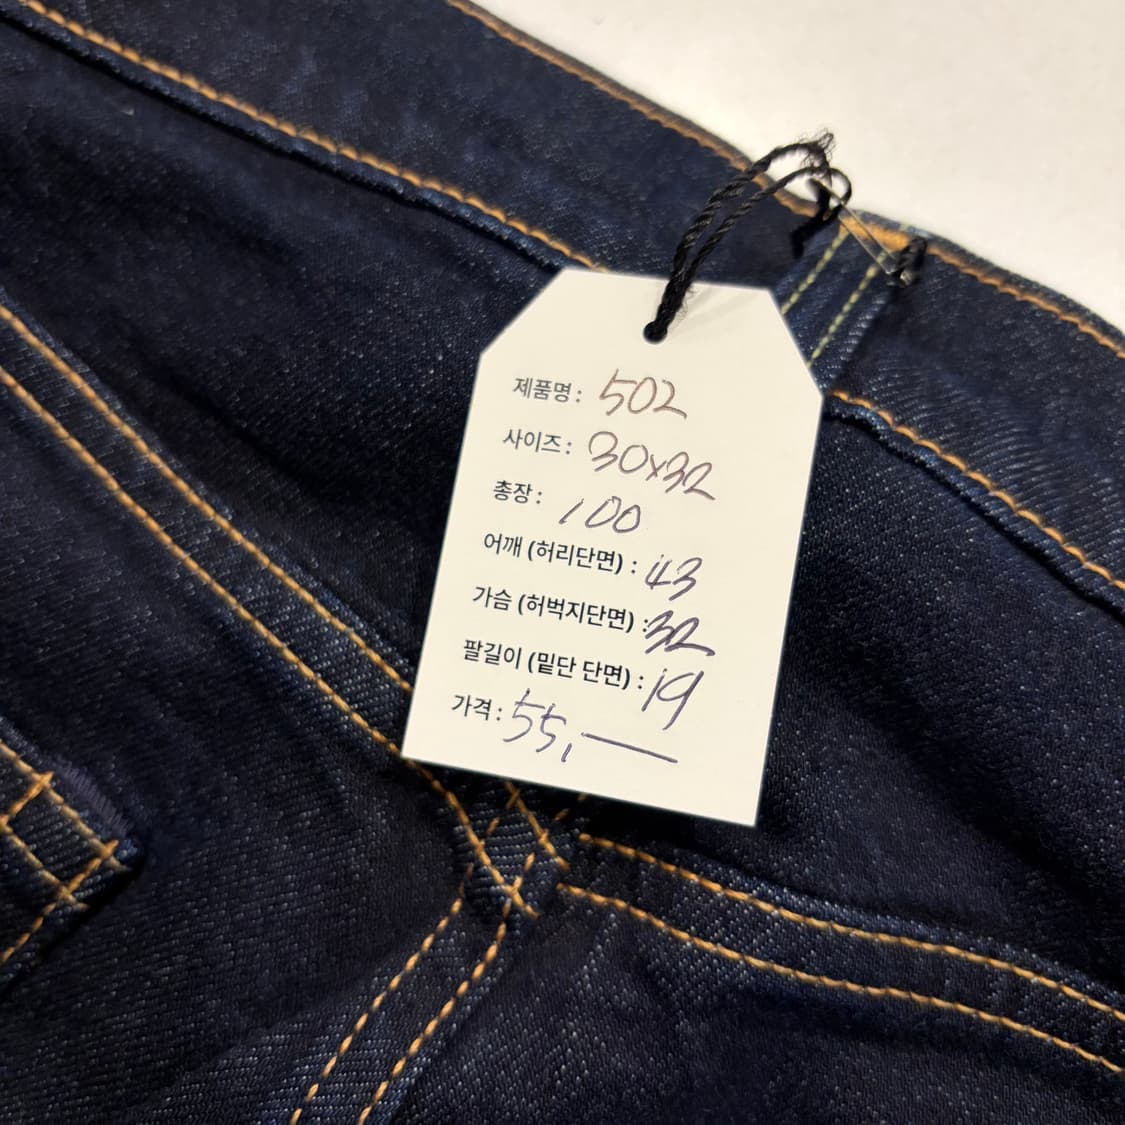 제품명 : 502
사이즈 : 30x32
총장 : 100
어깨 (허리단면) : 43
가슴 (허벅지단면) : 32
팔길이 (밑단 단면) : 19
가격 : 55,—